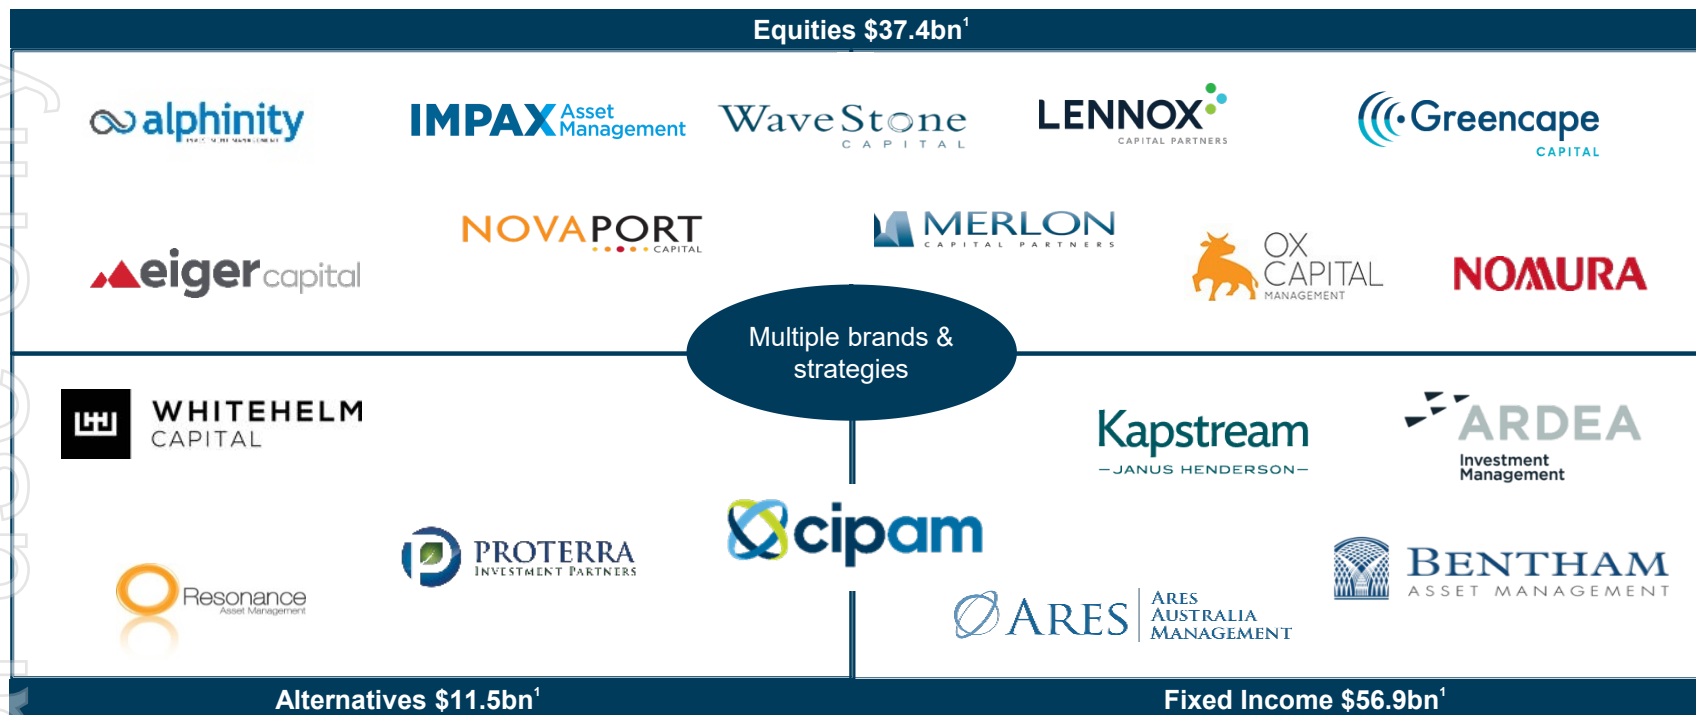 Equities $37.4bn¹
alphinity
IMPAX Asset Management
WaveStone
CAPITAL
LENNOX
CAPITAL PARTNERS
Greencape
CAPITAL
eiger capital
NOVAPORT
CAPITAL
MERLON
CAPITAL PARTNERS
OX
CAPITAL
MANAGEMENT
NOMURA
Multiple brands &
strategies
WHITEHELM
CAPITAL
Kapstream
–JANUS HENDERSON–
ARDEA
Investment
Management
cipam
PROTERRA
INVESTMENT PARTNERS
Resonance
Asset Management
ARES
ARES
AUSTRALIA
MANAGEMENT
BENTHAM
ASSET MANAGEMENT
Alternatives $11.5bn¹
Fixed Income $56.9bn¹